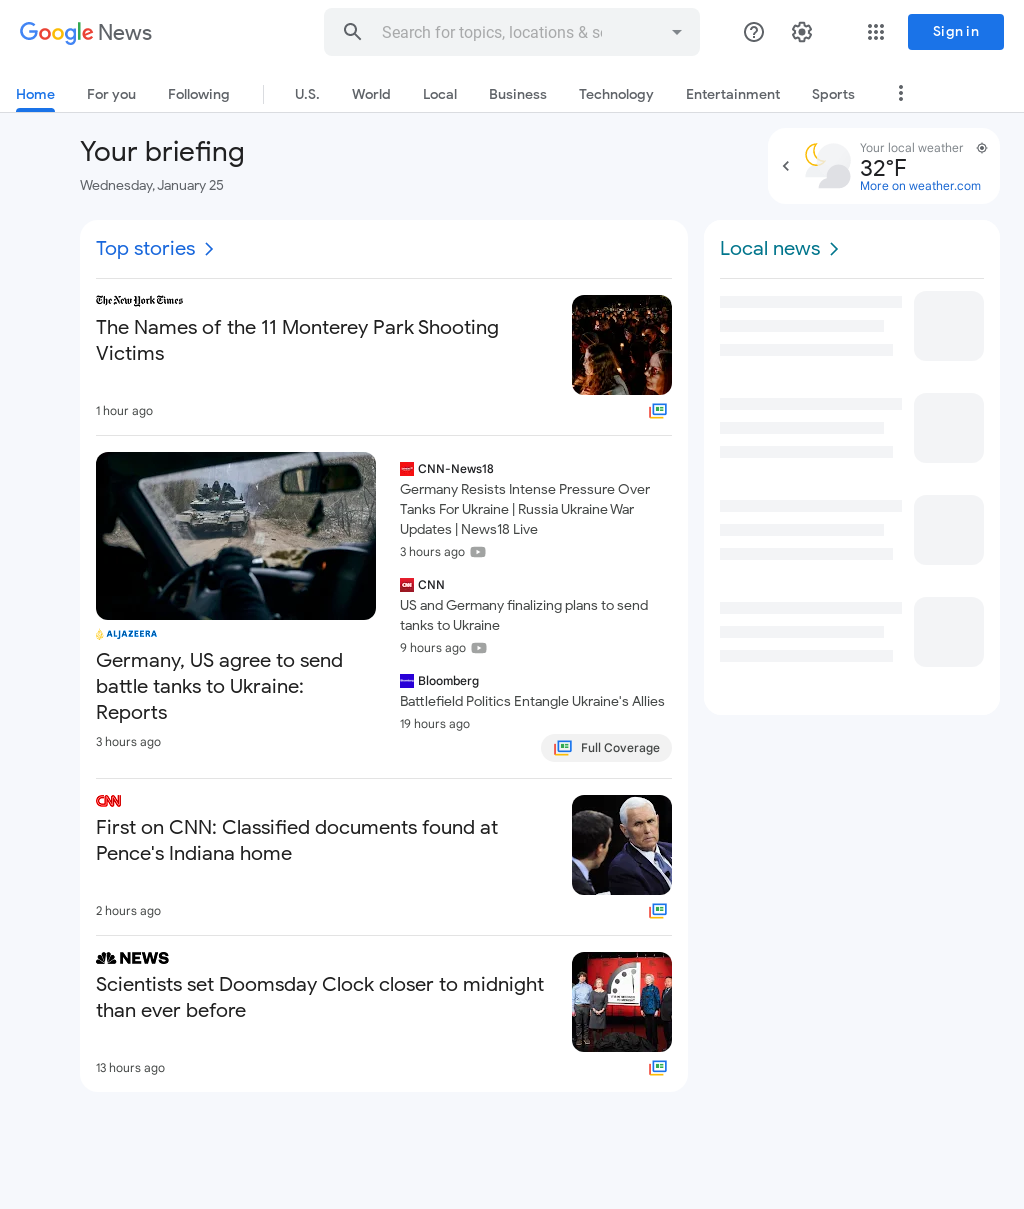 Google News
Search for topics, locations & s
Sign in
Home
For you
Following
U.S.
World
Local
Business
Technology
Entertainment
Sports
Your briefing
Wednesday, January 25
Your local weather
32°F
More on weather.com
Top stories
The New York Times
The Names of the 11 Monterey Park Shooting
Victims
1 hour ago
ALJAZEERA
Germany, US agree to send
battle tanks to Ukraine:
Reports
3 hours ago
CNN-News18
Germany Resists Intense Pressure Over
Tanks For Ukraine | Russia Ukraine War
Updates | News18 Live
3 hours ago
CNN
CNN
US and Germany finalizing plans to send
tanks to Ukraine
9 hours ago
Bloomberg
Battlefield Politics Entangle Ukraine's Allies
19 hours ago
Full Coverage
CNN
First on CNN: Classified documents found at
Pence's Indiana home
2 hours ago
NEWS
Scientists set Doomsday Clock closer to midnight
than ever before
13 hours ago
Local news